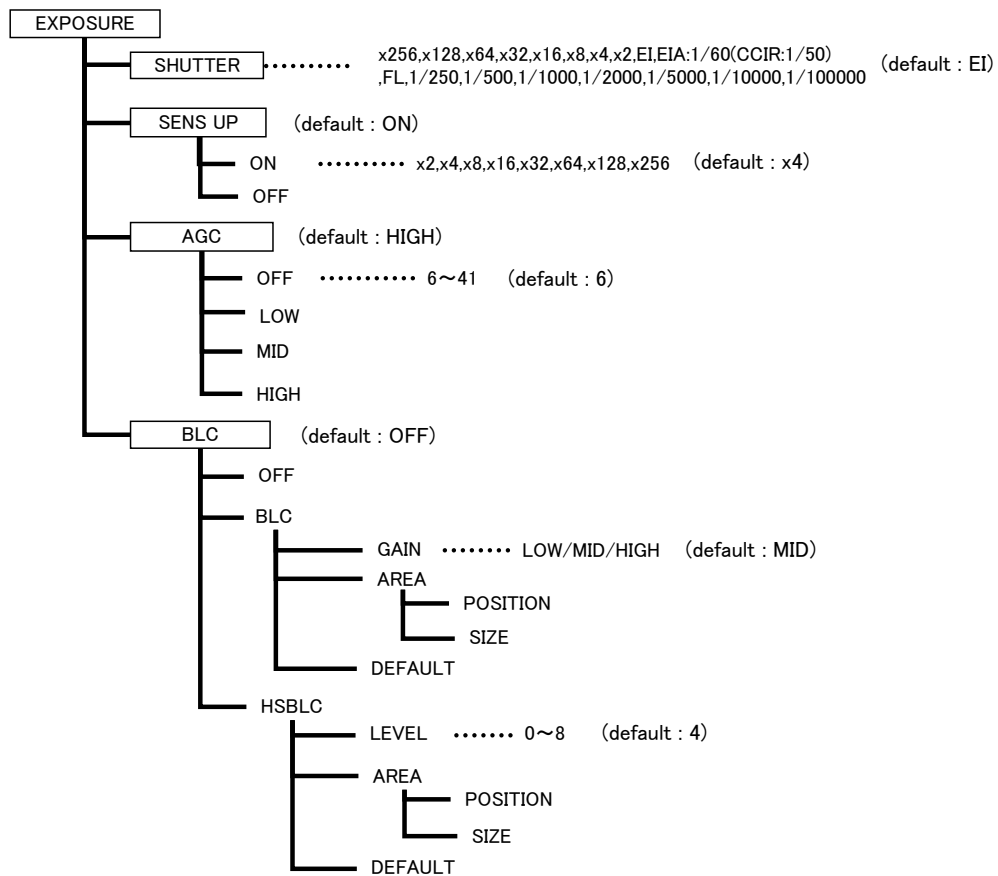 EXPOSURE
SHUTTER ・・・・・・・・・ x256,x128,x64,x32,x16,x8,x4,x2,EI,EIA:1/60(CCIR:1/50) (default : EI)
,FL,1/250,1/500,1/1000,1/2000,1/5000,1/10000,1/100000
SENS UP (default : ON)
ON ・・・・・・・・・ x2,x4,x8,x16,x32,x64,x128,x256 (default : x4)
OFF
AGC (default : HIGH)
OFF ・・・・・・・・・・ 6～41 (default : 6)
LOW
MID
HIGH
BLC (default : OFF)
OFF
BLC
GAIN ・・・・・・・ LOW/MID/HIGH (default : MID)
AREA
POSITION
SIZE
DEFAULT
HSBLC
LEVEL ・・・・・・ 0～8 (default : 4)
AREA
POSITION
SIZE
DEFAULT